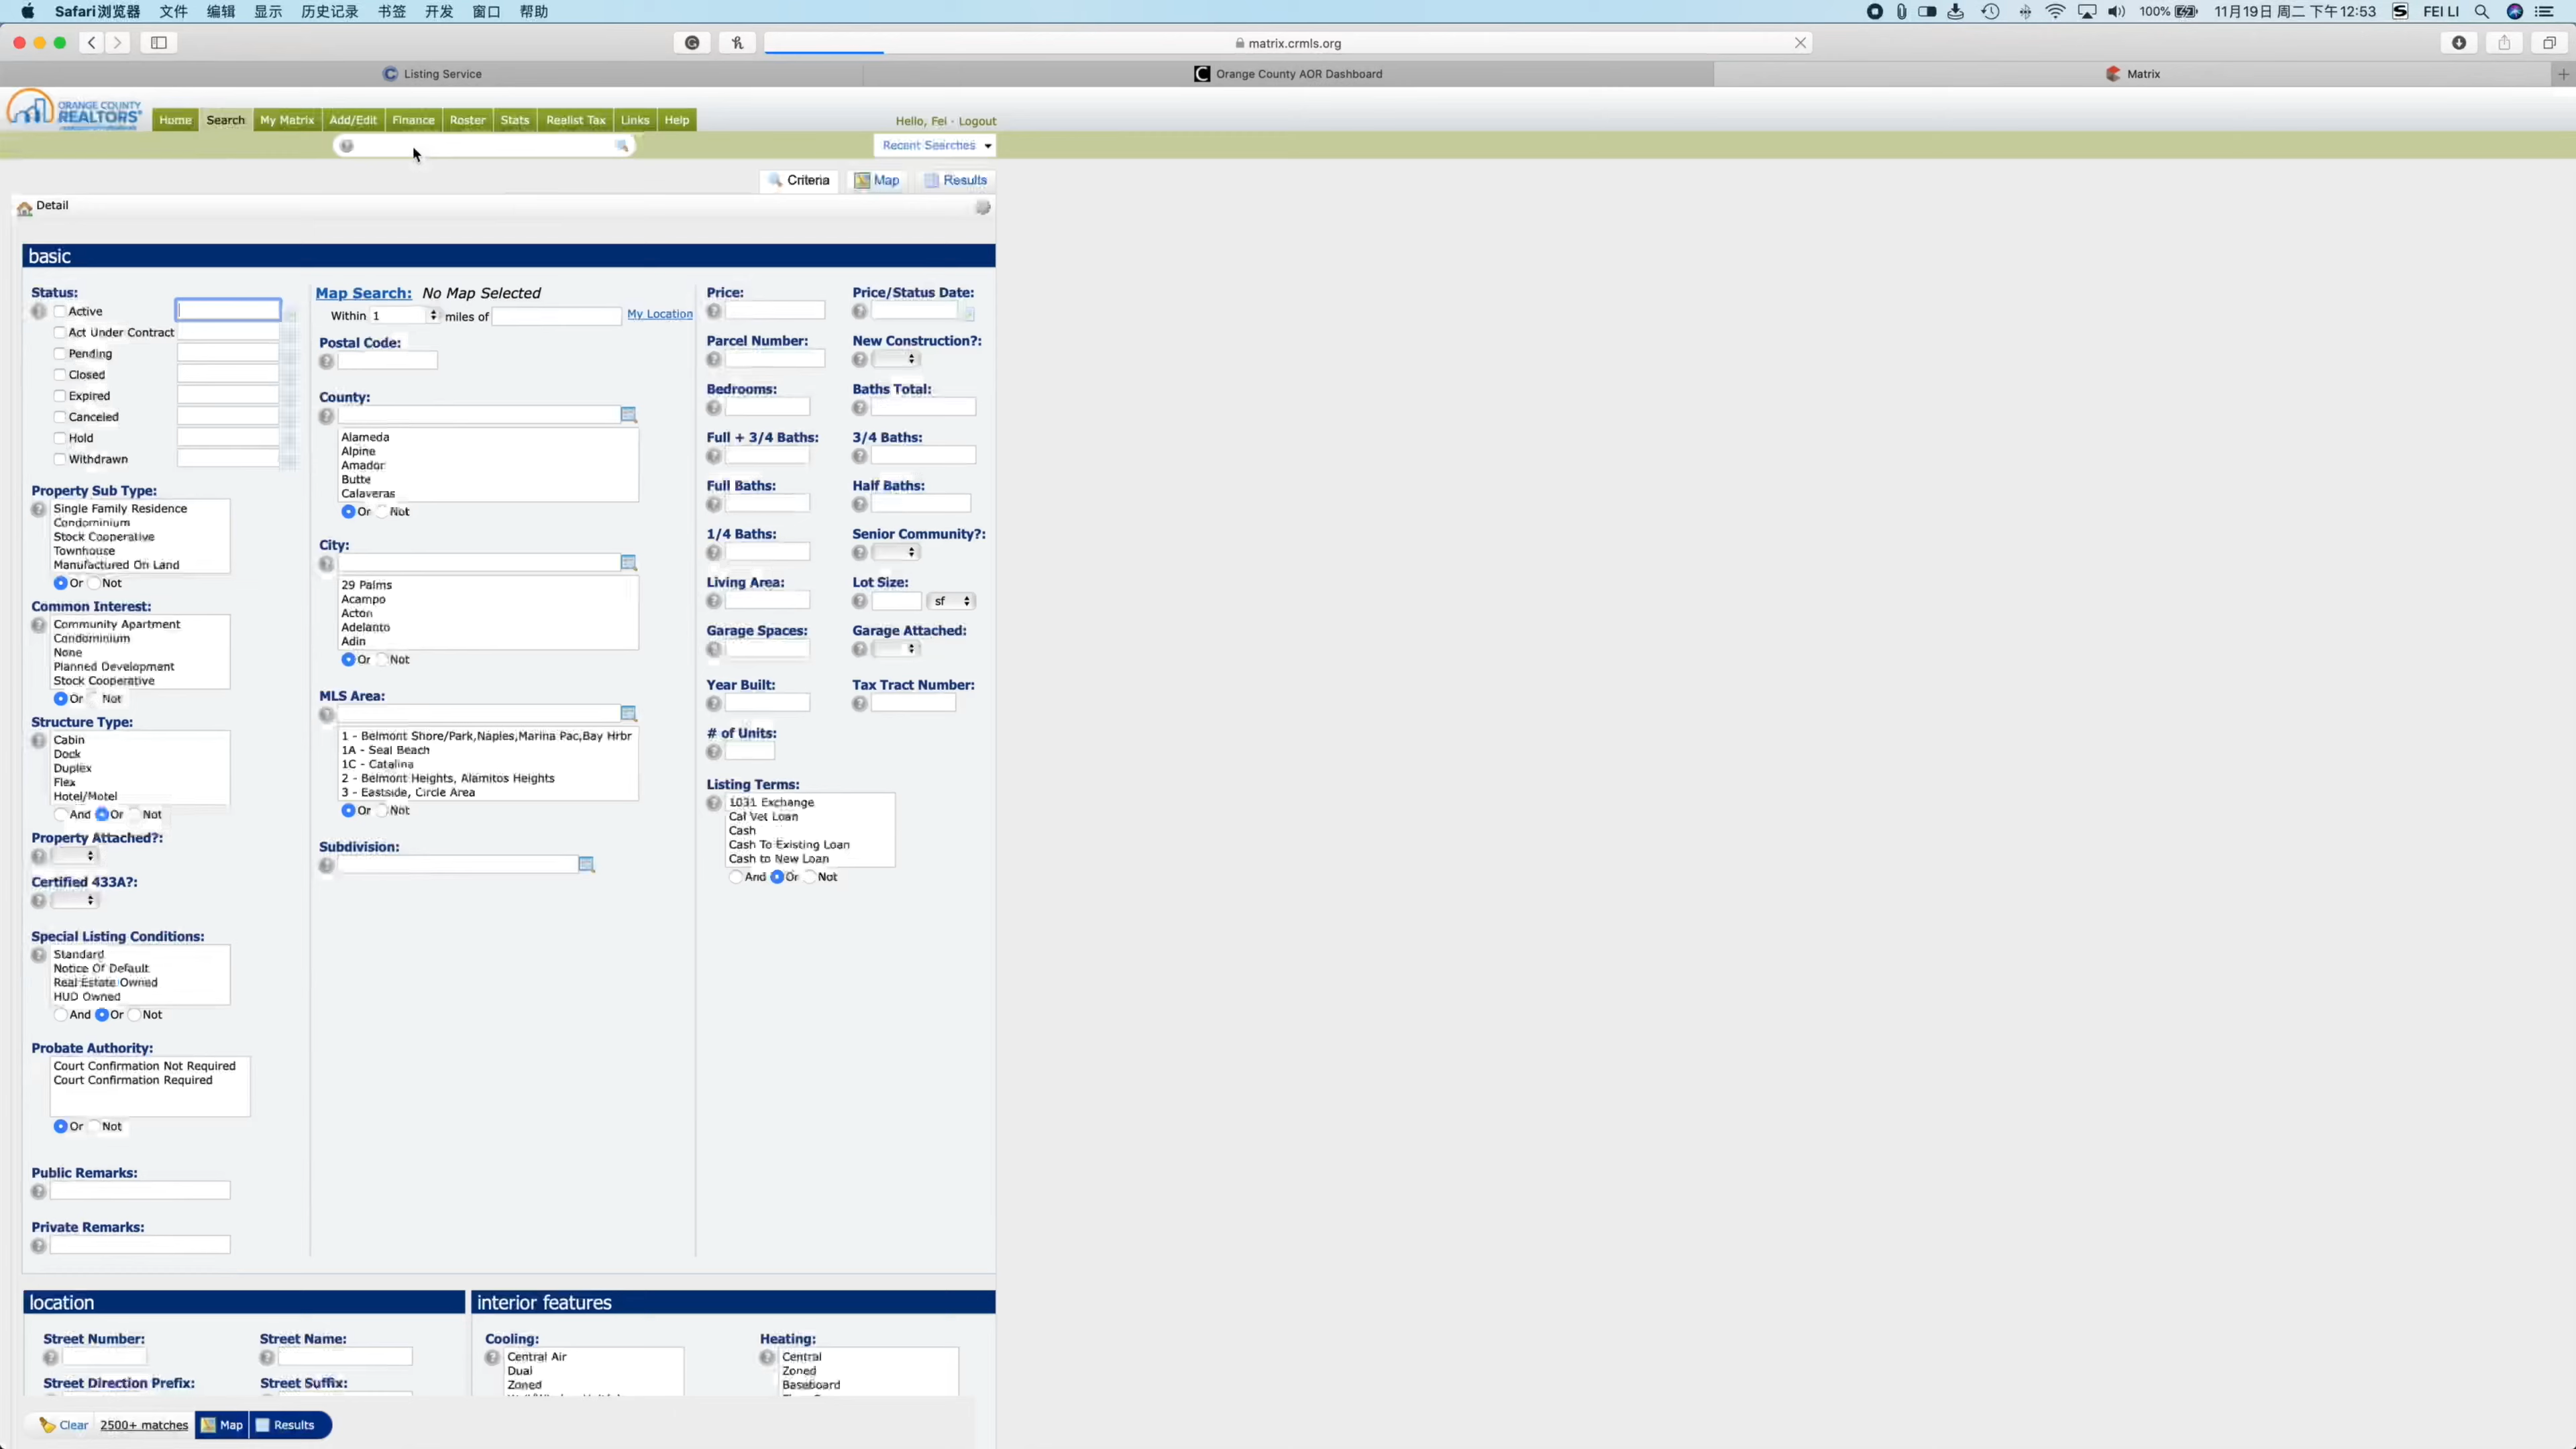 Safari浏览器 文件 编辑 显示 历史记录 书签 开发 窗口 帮助 100% 11月19日 周二 下午12:53 FEI LI
matrix.crmls.org
Listing Service Orange County AOR Dashboard Matrix
ORANGE COUNTY
REALTORS®
Home Search My Matrix Add/Edit Finance Roster Stats Realist Tax Links Help
Hello, Fei · Logout
Recent Searches
Criteria Map Results
Detail
basic
Status:
Active
Act Under Contract
Pending
Closed
Expired
Canceled
Hold
Withdrawn
Property Sub Type:
Single Family Residence
Condominium
Stock Cooperative
Townhouse
Manufactured On Land
Or Not
Common Interest:
Community Apartment
Condominium
None
Planned Development
Stock Cooperative
Or Not
Structure Type:
Cabin
Dock
Duplex
Flex
Hotel/Motel
And Or Not
Property Attached?:
Certified 433A?:
Special Listing Conditions:
Standard
Notice Of Default
Real Estate Owned
HUD Owned
And Or Not
Probate Authority:
Court Confirmation Not Required
Court Confirmation Required
Or Not
Public Remarks:
Private Remarks:
Map Search: No Map Selected
Within 1 miles of My Location
Postal Code:
County:
Alameda
Alpine
Amador
Butte
Calaveras
Or Not
City:
29 Palms
Acampo
Acton
Adelanto
Adin
Or Not
MLS Area:
1 - Belmont Shore/Park,Naples,Marina Pac,Bay Hrbr
1A - Seal Beach
1C - Catalina
2 - Belmont Heights, Alamitos Heights
3 - Eastside, Circle Area
Or Not
Subdivision:
Price: Price/Status Date:
Parcel Number: New Construction?:
Bedrooms: Baths Total:
Full + 3/4 Baths: 3/4 Baths:
Full Baths: Half Baths:
1/4 Baths: Senior Community?:
Living Area: Lot Size:
sf
Garage Spaces: Garage Attached:
Year Built: Tax Tract Number:
# of Units:
Listing Terms:
1031 Exchange
Cal Vet Loan
Cash
Cash To Existing Loan
Cash to New Loan
And Or Not
location
Street Number: Street Name:
Street Direction Prefix: Street Suffix:
interior features
Cooling:
Central Air
Dual
Zoned
Heating:
Central
Zoned
Baseboard
Clear 2500+ matches Map Results